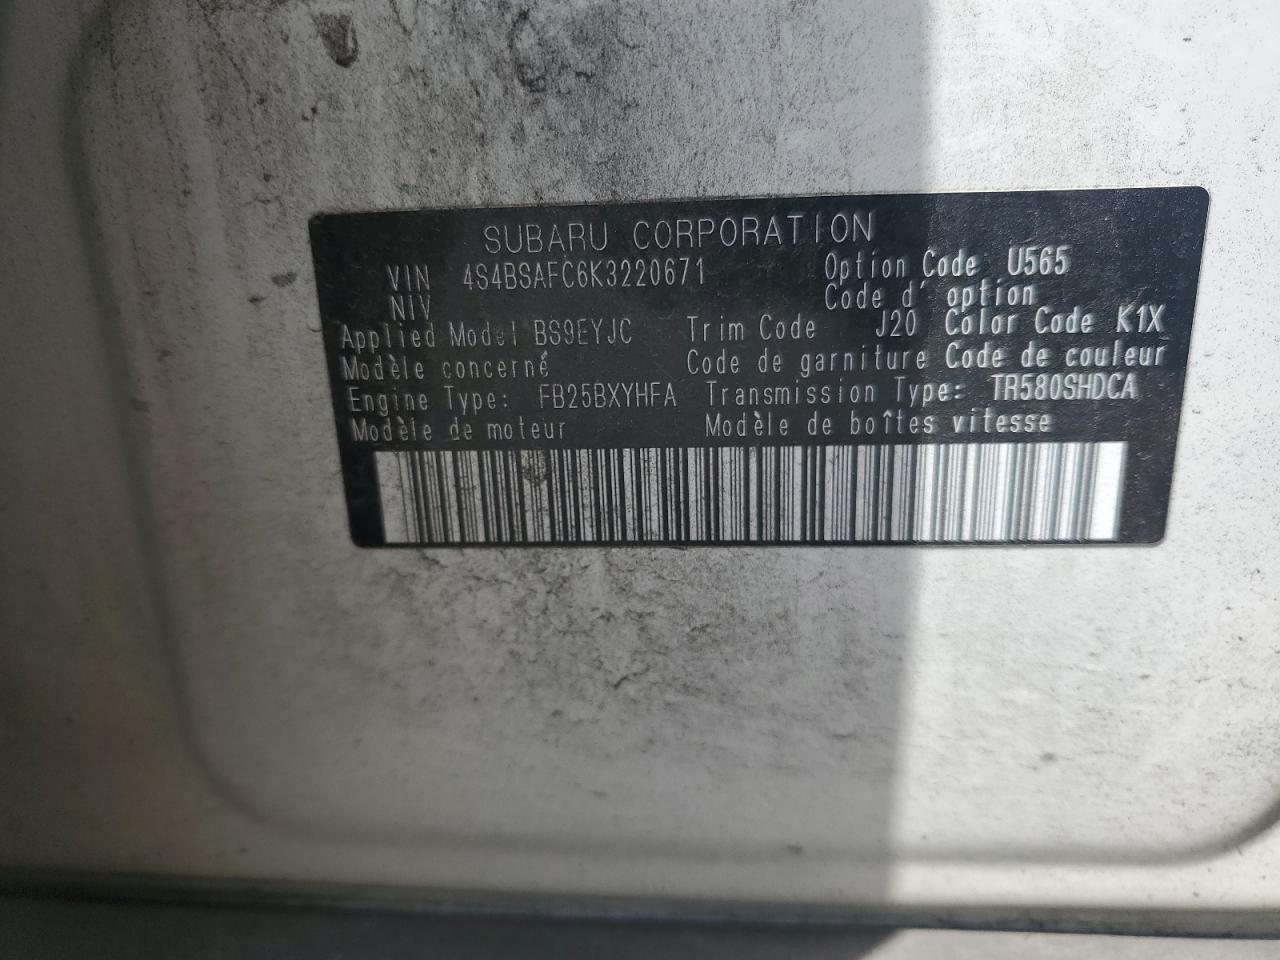 SUBARU CORPORATION
VIN 4S4BSAFC6K3220671 Option Code U565
NIV Code d'option
Applied Model BS9EYJC Trim Code J20 Color Code K1X
Modèle concerné Code de garniture Code de couleur
Engine Type: FB25BXYHFA Transmission Type: TR580SHDCA
Modèle de moteur Modèle de boîtes vitesse